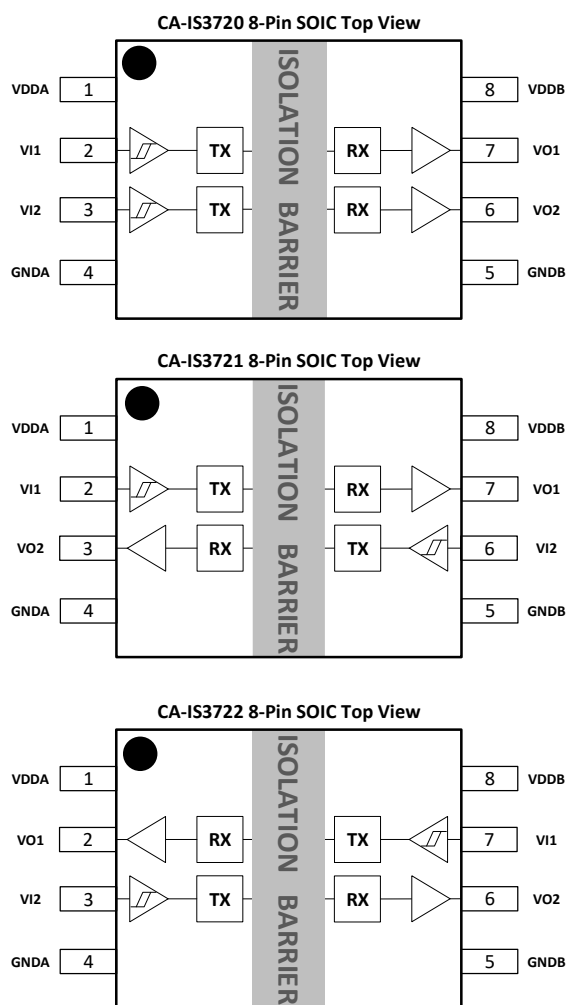 CA-IS3720 8-Pin SOIC Top View
VDDA 1 8 VDDB
VI1 2 TX RX 7 VO1
VI2 3 TX RX 6 VO2
GNDA 4 5 GNDB
ISOLATION BARRIER
CA-IS3721 8-Pin SOIC Top View
VDDA 1 8 VDDB
VI1 2 TX RX 7 VO1
VO2 3 RX TX 6 VI2
GNDA 4 5 GNDB
ISOLATION BARRIER
CA-IS3722 8-Pin SOIC Top View
VDDA 1 8 VDDB
VO1 2 RX TX 7 VI1
VI2 3 TX RX 6 VO2
GNDA 4 5 GNDB
ISOLATION BARRIER